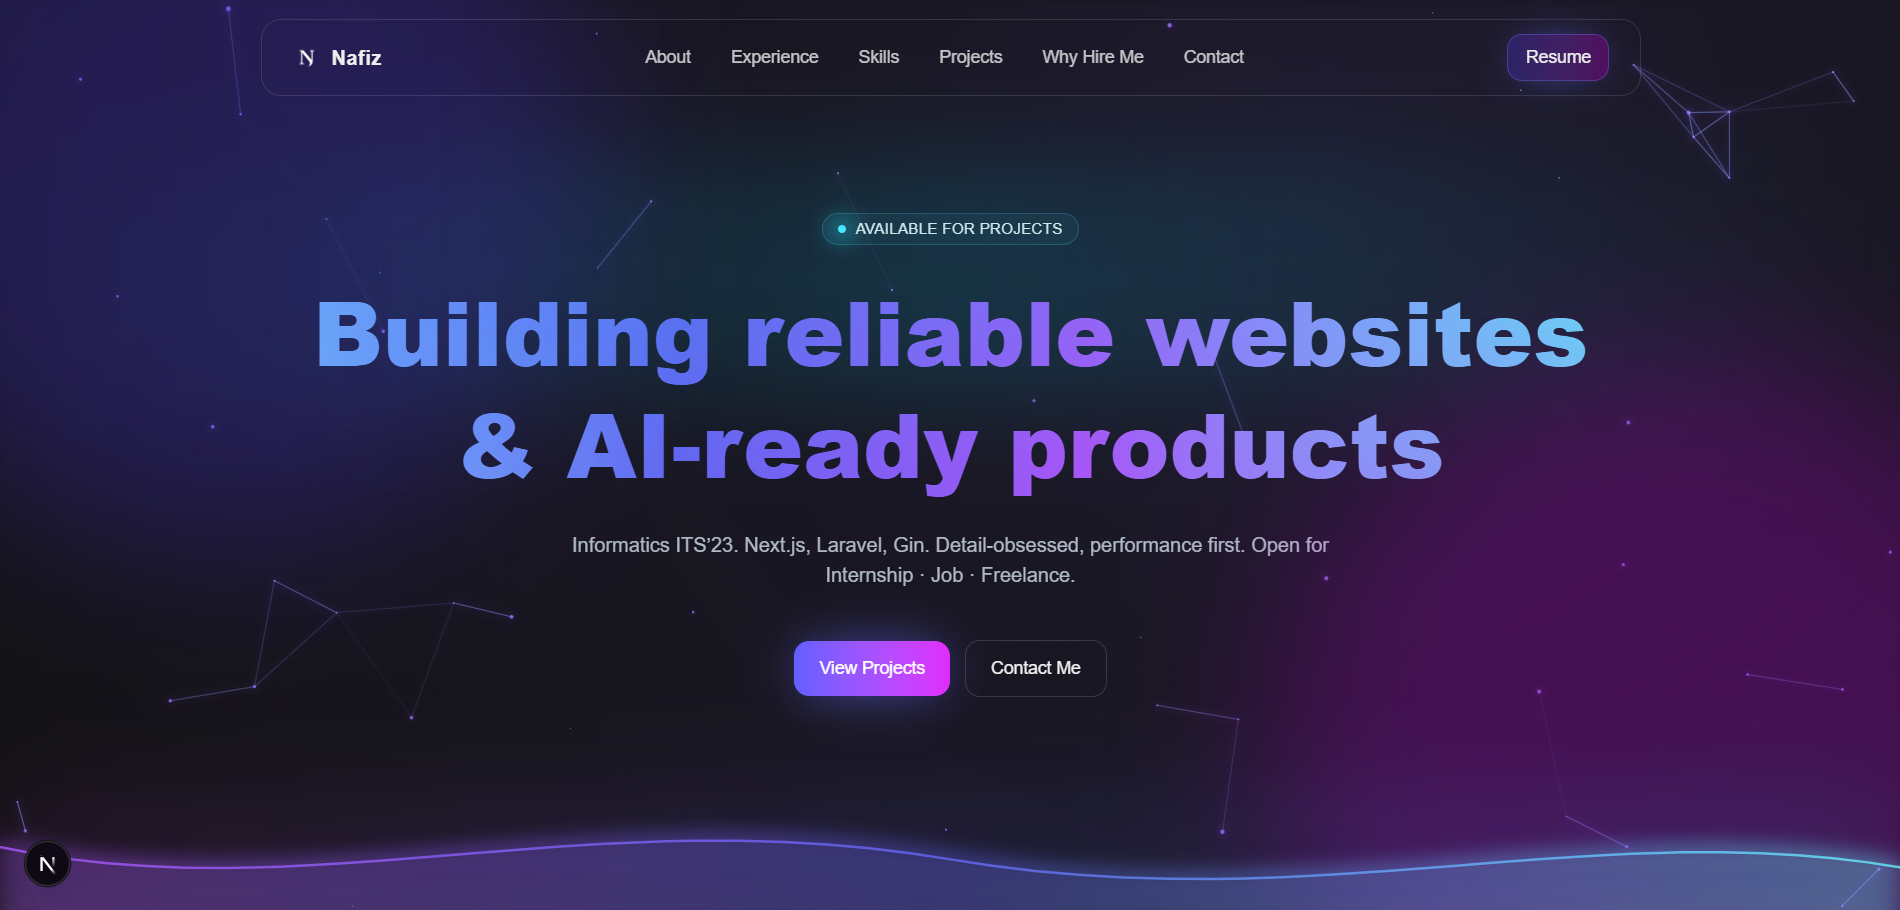 N Nafiz
About Experience Skills Projects Why Hire Me Contact
Resume
AVAILABLE FOR PROJECTS
Building reliable websites
& AI-ready products
Informatics ITS’23. Next.js, Laravel, Gin. Detail-obsessed, performance first. Open for
Internship · Job · Freelance.
View Projects
Contact Me
N